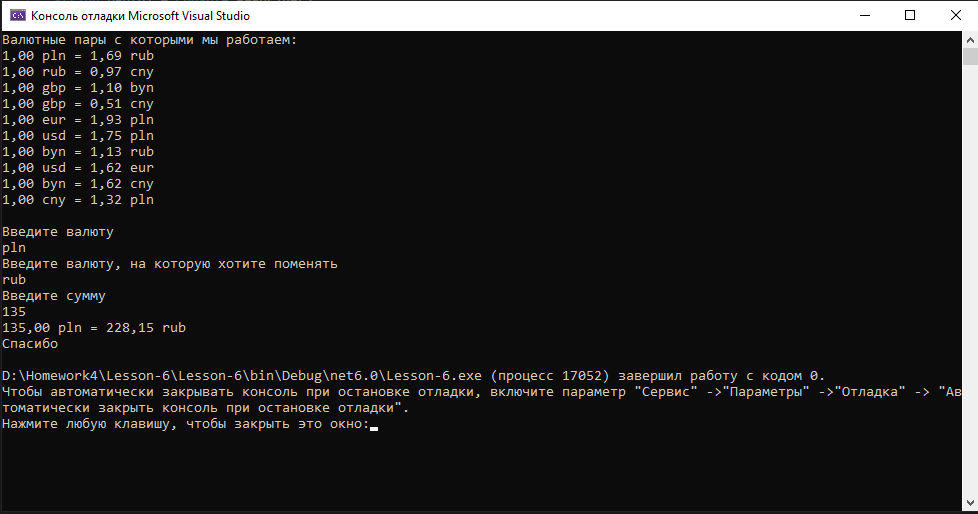 Консоль отладки Microsoft Visual Studio
Валютные пары с которыми мы работаем:
1,00 pln = 1,69 rub
1,00 rub = 0,97 cny
1,00 gbp = 1,10 byn
1,00 gbp = 0,51 cny
1,00 eur = 1,93 pln
1,00 usd = 1,75 pln
1,00 byn = 1,13 rub
1,00 usd = 1,62 eur
1,00 byn = 1,62 cny
1,00 cny = 1,32 pln
Введите валюту
pln
Введите валюту, на которую хотите поменять
rub
Введите сумму
135
135,00 pln = 228,15 rub
Спасибо
D:\Homework4\Lesson-6\Lesson-6\bin\Debug\net6.0\Lesson-6.exe (процесс 17052) завершил работу с кодом 0.
Чтобы автоматически закрывать консоль при остановке отладки, включите параметр "Сервис" ->"Параметры" ->"Отладка" -> "Ав
томатически закрыть консоль при остановке отладки".
Нажмите любую клавишу, чтобы закрыть это окно: